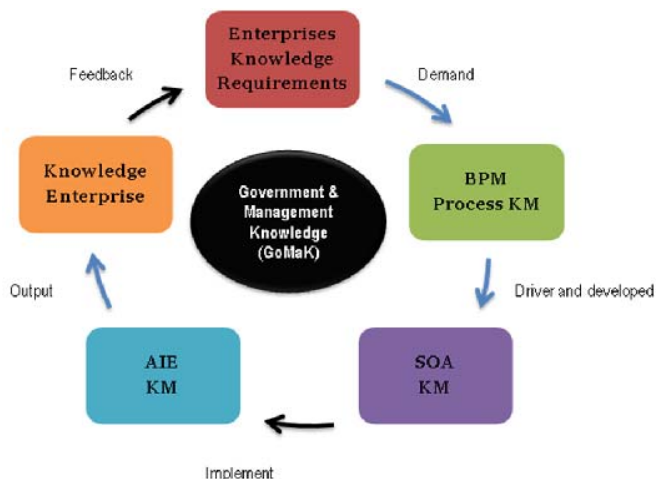 Enterprises
Knowledge
Requirements
Feedback
Demand
Knowledge
Enterprise
Government &
Management
Knowledge
(GoMaK)
BPM
Process KM
Output
Driver and developed
AIE
KM
SOA
KM
Implement